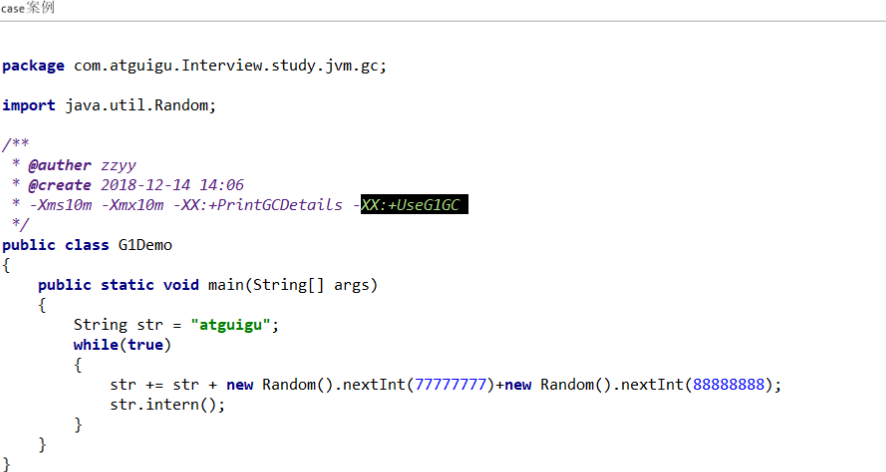 case案例
package com.atguigu.Interview.study.jvm.gc;
import java.util.Random;
/**
 * @auther zzyy
 * @create 2018-12-14 14:06
 * -Xms10m -Xmx10m -XX:+PrintGCDetails -XX:+UseG1GC
 */
public class G1Demo
{
    public static void main(String[] args)
    {
        String str = "atguigu";
        while(true)
        {
            str += str + new Random().nextInt(77777777)+new Random().nextInt(88888888);
            str.intern();
        }
    }
}